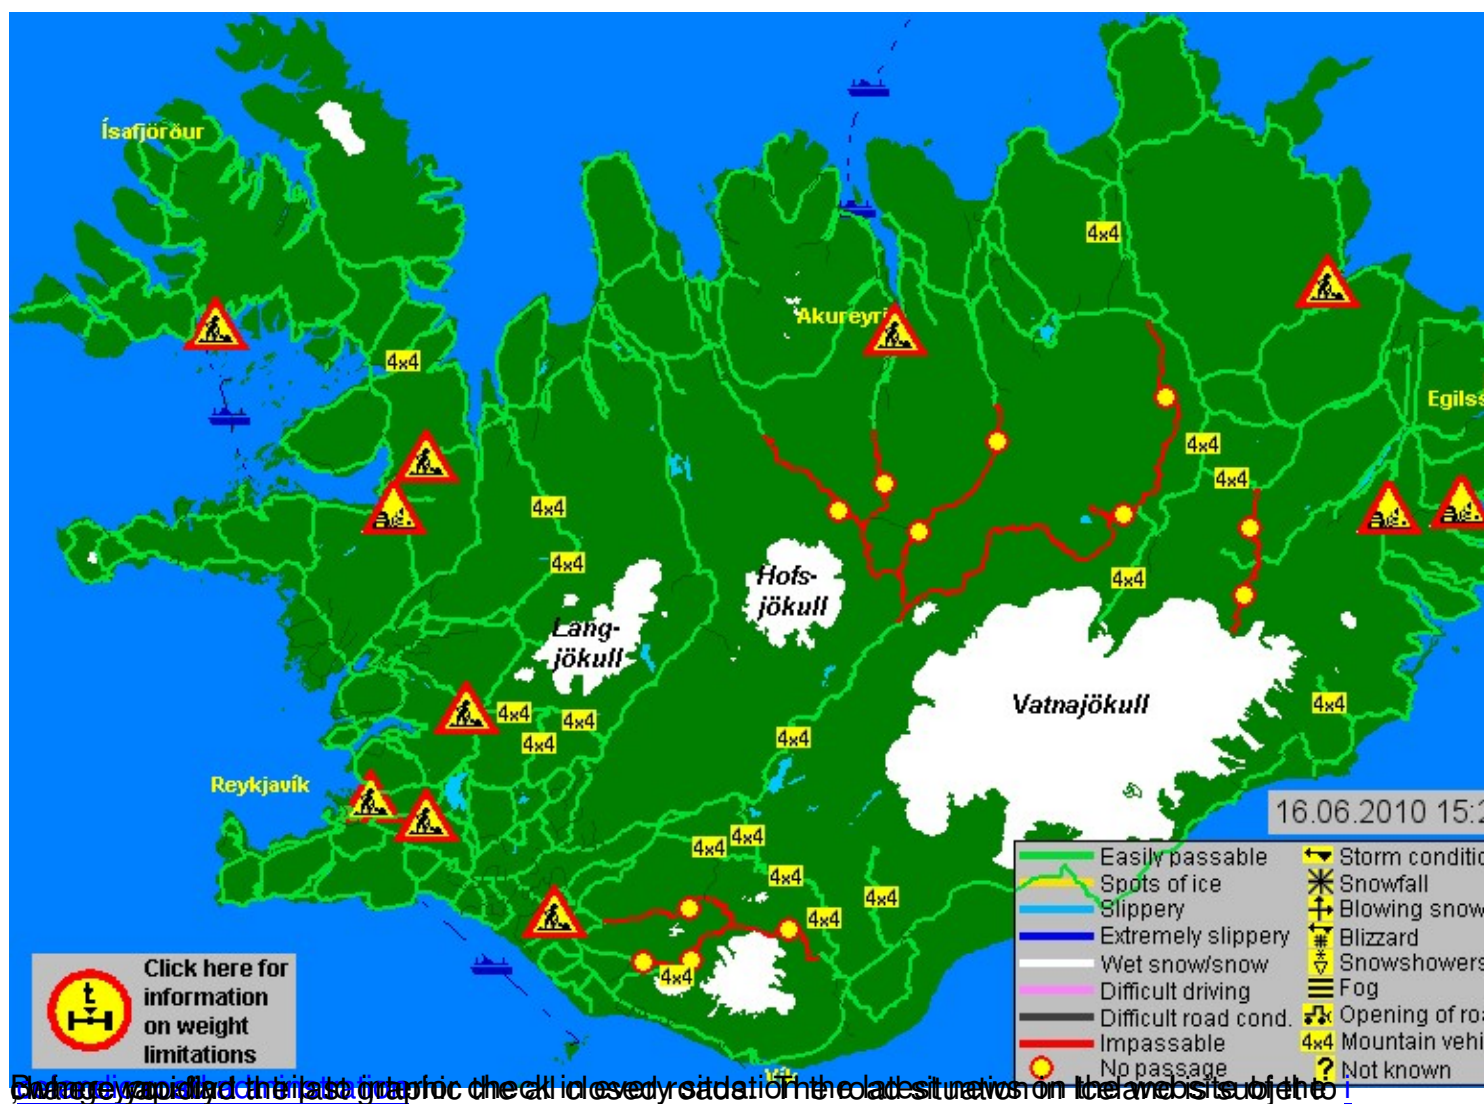 Ísafjörður
4x4
Akureyri
4x4
Egilss
4x4
4x4
4x4
4x4
4x4
Hofs-
jökull
Lang-
jökull
Vatnajökull
4x4
4x4
4x4
4x4
4x4
Reykjavík
16.06.2010 15:2
4x4
4x4
4x4
4x4
4x4
4x4
Easily passable
Spots of ice
Slippery
Extremely slippery
Wet snow/snow
Difficult driving
Difficult road cond.
Impassable
No passage
Storm conditio
Snowfall
Blowing snow
Blizzard
Snowshowers
Fog
Opening of roa
4x4 Mountain vehi
? Not known
t
Click here for
information
on weight
limitations